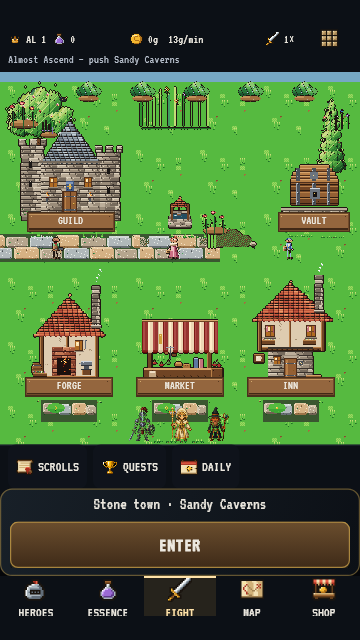 AL 1 0 0g 13g/min 1X
Almost Ascend - push Sandy Caverns
GUILD
VAULT
FORGE
MARKET
INN
SCROLLS QUESTS DAILY
Stone town · Sandy Caverns
ENTER
HEROES ESSENCE FIGHT MAP SHOP